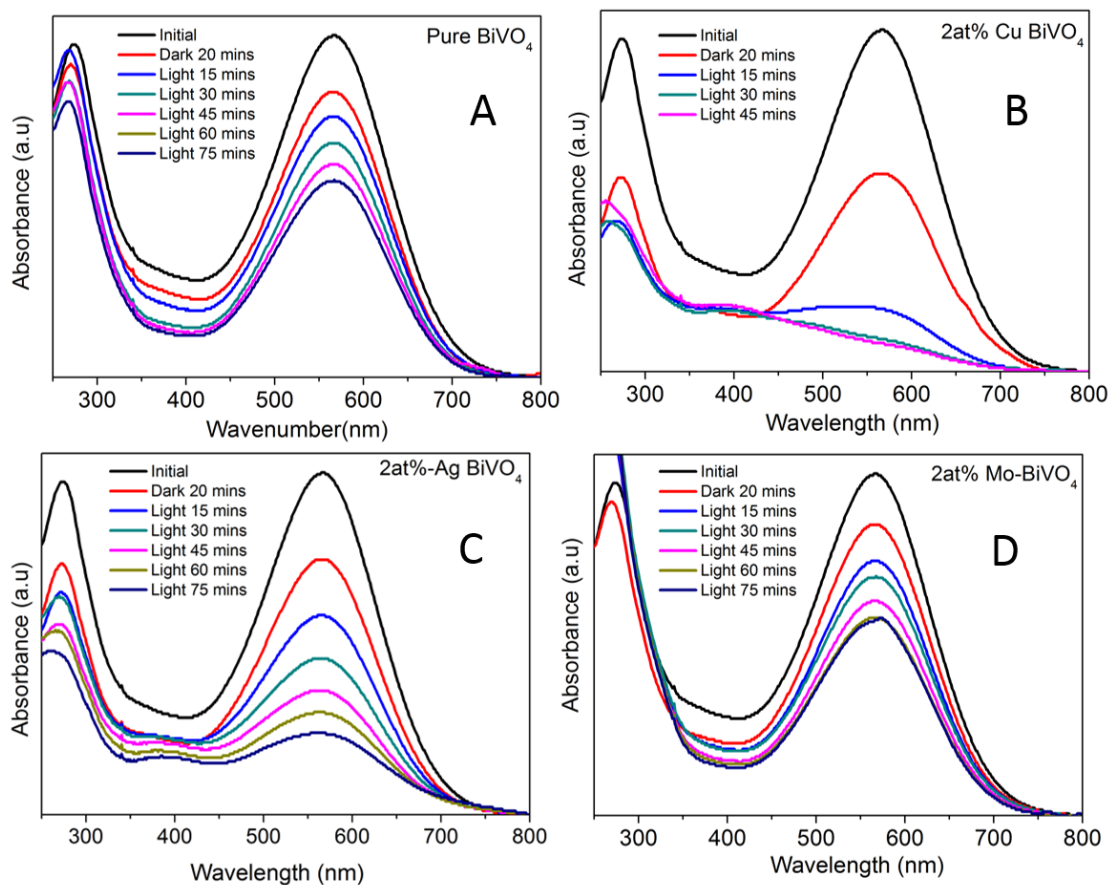 Initial
Dark 20 mins
Light 15 mins
Light 30 mins
Light 45 mins
Light 60 mins
Light 75 mins
Pure BiVO₄
A
Absorbance (a.u)
300 400 500 600 700 800
Wavenumber(nm)
Initial
Dark 20 mins
Light 15 mins
Light 30 mins
Light 45 mins
2at% Cu BiVO₄
B
Absorbance (a.u)
300 400 500 600 700 800
Wavelength (nm)
Initial
Dark 20 mins
Light 15 mins
Light 30 mins
Light 45 mins
Light 60 mins
Light 75 mins
2at%-Ag BiVO₄
C
Absorbance (a.u)
300 400 500 600 700 800
Wavelength (nm)
Initial
Dark 20 mins
Light 15 mins
Light 30 mins
Light 45 mins
Light 60 mins
Light 75 mins
2at% Mo-BiVO₄
D
Absorbance (a.u)
300 400 500 600 700 800
Wavelength (nm)